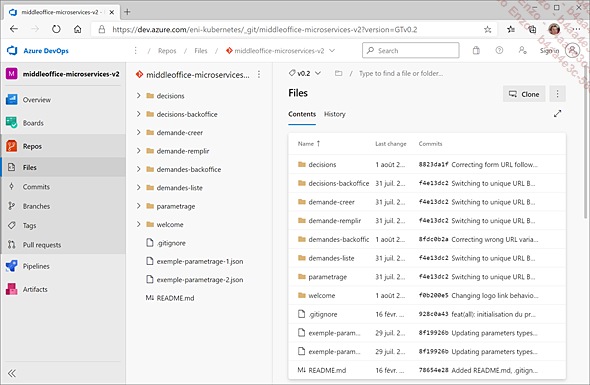 middleoffice-microservices-v2 - F
https://dev.azure.com/eni-kubernetes/_git/middleoffice-microservices-v2?version=GTv0.2
Azure DevOps / Repos / Files / middleoffice-microservices-v2 Search Sign in
M middleoffice-microservices-v2
Overview
Boards
Repos
Files
Commits
Branches
Tags
Pull requests
Pipelines
Artifacts
middleoffice-microservices...
decisions
decisions-backoffice
demande-creer
demande-remplir
demandes-backoffice
demandes-liste
parametrage
welcome
.gitignore
exemple-parametrage-1.json
exemple-parametrage-2.json
README.md
v0.2 / Type to find a file or folder...
Files
Clone
Contents History
Name Last change Commits
decisions 1 août 2... 8823da1f Correcting form URL follow...
decisions-backoffice 31 juil. 2... f4e13dc2 Switching to unique URL B...
demande-creer 31 juil. 2... f4e13dc2 Switching to unique URL B...
demande-remplir 31 juil. 2... f4e13dc2 Switching to unique URL B...
demandes-backoffic 1 août 2... 8fdc0b2a Correcting wrong URL varia...
demandes-liste 31 juil. 2... f4e13dc2 Switching to unique URL B...
parametrage 31 juil. 2... f4e13dc2 Switching to unique URL B...
welcome 1 août 2... f0b200e5 Changing logo link behavio...
.gitignore 16 févr. ... 928c0a43 feat(all): initialisation du pr...
exemple-param... 29 juil. 2... 8f19926b Updating parameters types...
exemple-param... 29 juil. 2... 8f19926b Updating parameters types...
README.md 16 févr. ... 78654e28 Added README.md, .gitign...